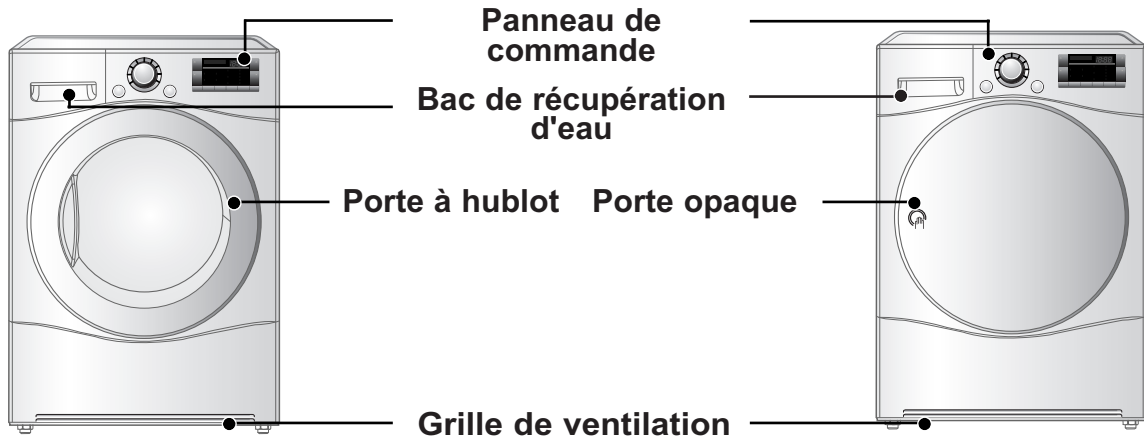 Panneau de
commande
Bac de récupération
d'eau
Porte à hublot
Porte opaque
Grille de ventilation